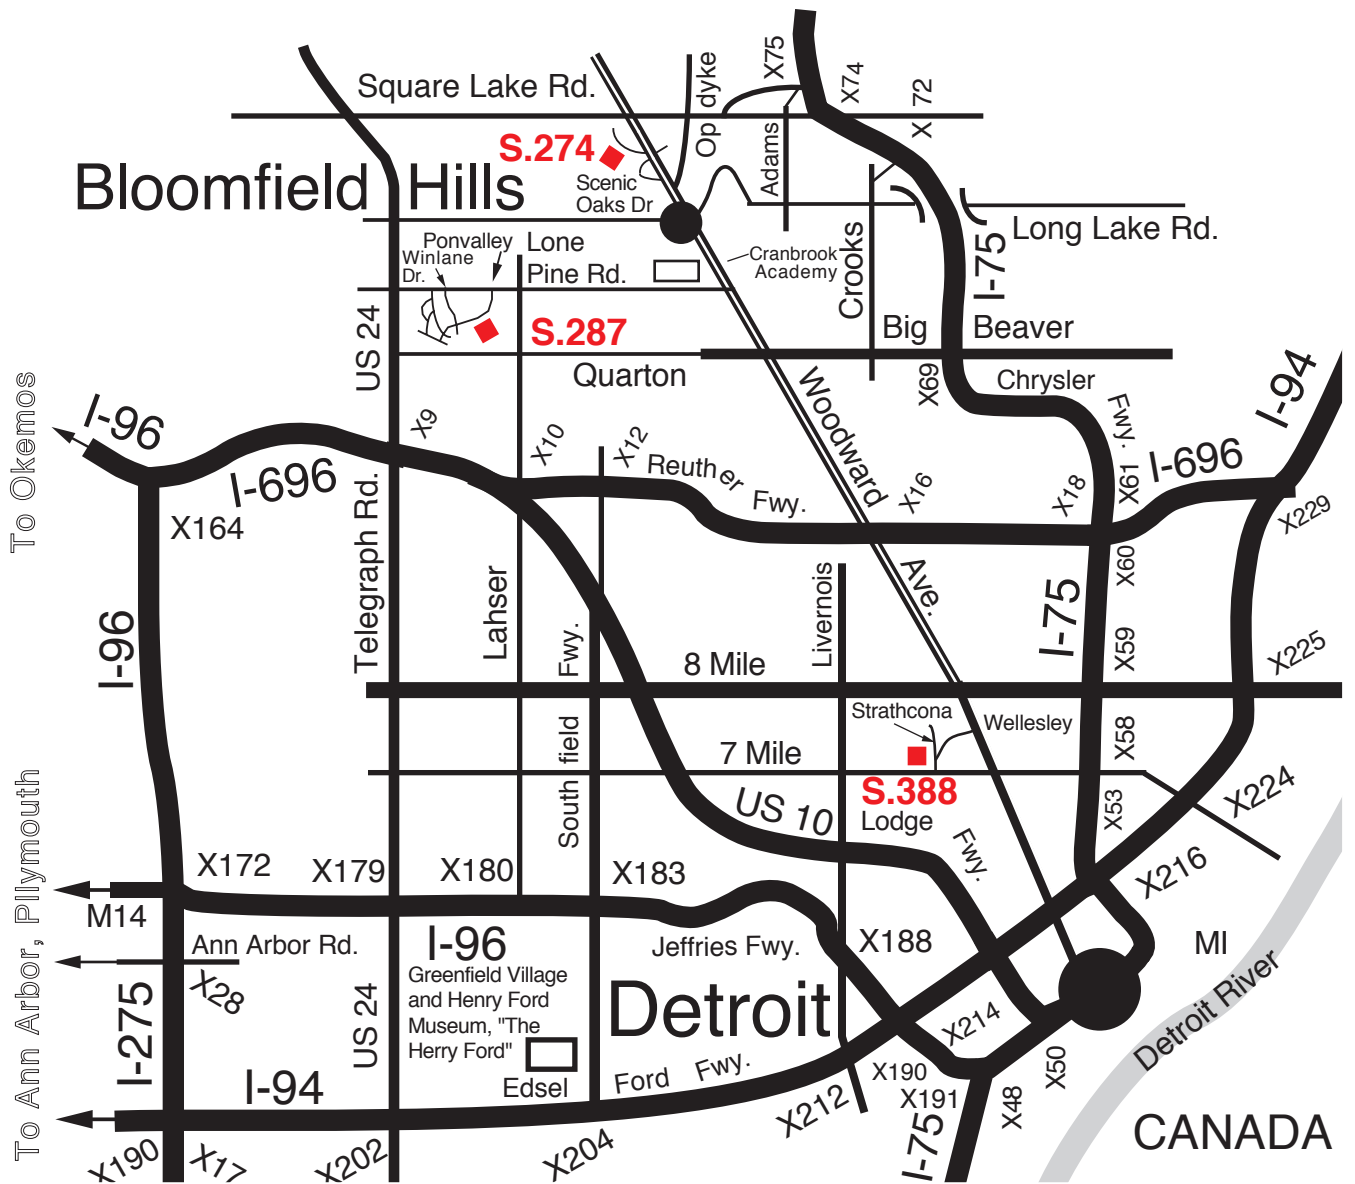 X75
Op dyke
X74
X 72
Square Lake Rd.
S.274
Adams
Bloomfield Hills
Scenic
Oaks Dr
Long Lake Rd.
Crooks
I-75
Ponvalley
Winlane
Dr.
Lone
Pine Rd.
Cranbrook
Academy
US 24
S.287
Big Beaver
Quarton
X69
Chrysler
Fwy.
I-94
To Okemos
I-96
X9
X10
X12
Woodward
Ave.
I-696
Reuther Fwy.
X16
X18
X61
I-696
X229
X164
Telegraph Rd.
X60
I-96
Lahser
Livernois
I-75
X59
X225
South field Fwy.
8 Mile
Strathcona
Wellesley
X58
7 Mile
S.388
Lodge
Fwy.
US 10
X53
X224
To Ann Arbor, Pllymouth
X172
X179
X180
X183
X216
M14
Ann Arbor Rd.
I-96
Jeffries Fwy.
X188
MI
X28
I-275
US 24
Greenfield Village
and Henry Ford
Museum, "The
Henry Ford"
Detroit
X214
Detroit River
I-94
Edsel Ford Fwy.
X190
X191
X50
X48
X212
I-75
CANADA
X190
X17
X202
X204